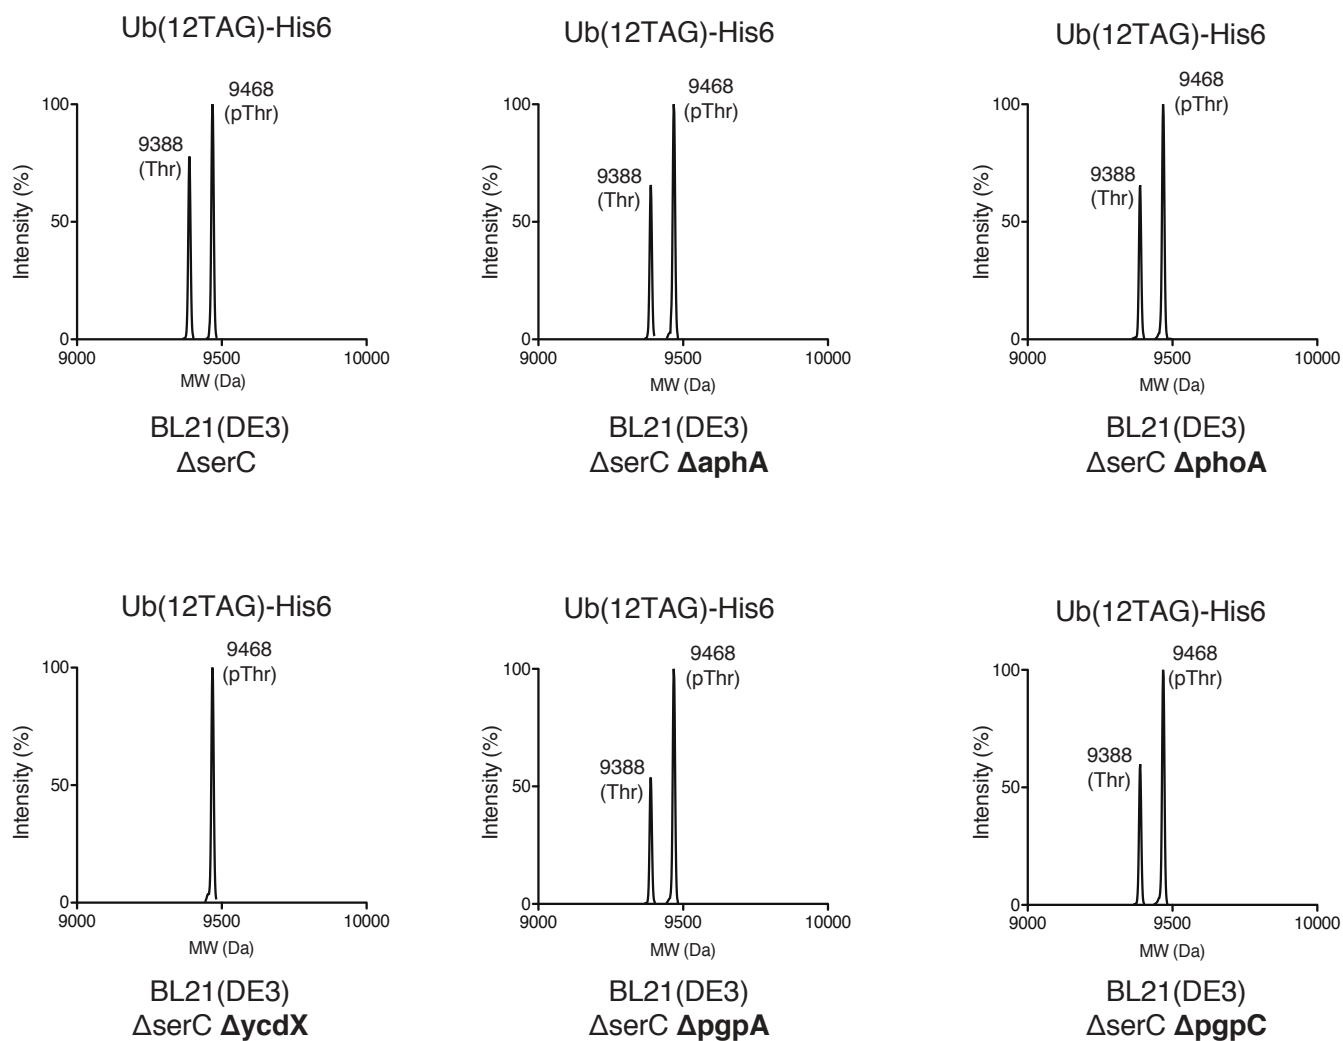 Ub(12TAG)-His6
9468
(pThr)
9388
(Thr)
100
50
0
Intensity (%)
9000
9500
10000
MW (Da)
BL21(DE3)
ΔserC
Ub(12TAG)-His6
9468
(pThr)
9388
(Thr)
100
50
0
Intensity (%)
9000
9500
10000
MW (Da)
BL21(DE3)
ΔserC ΔaphA
Ub(12TAG)-His6
9468
(pThr)
9388
(Thr)
100
50
0
Intensity (%)
9000
9500
10000
MW (Da)
BL21(DE3)
ΔserC ΔphoA
Ub(12TAG)-His6
9468
(pThr)
100
50
0
Intensity (%)
9000
9500
10000
MW (Da)
BL21(DE3)
ΔserC ΔycdX
Ub(12TAG)-His6
9468
(pThr)
9388
(Thr)
100
50
0
Intensity (%)
9000
9500
10000
MW (Da)
BL21(DE3)
ΔserC ΔpgpA
Ub(12TAG)-His6
9468
(pThr)
9388
(Thr)
100
50
0
Intensity (%)
9000
9500
10000
MW (Da)
BL21(DE3)
ΔserC ΔpgpC